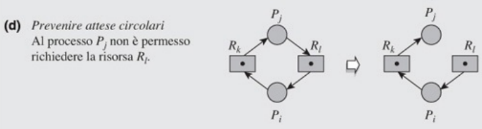 (d) Prevenire attese circolari
Al processo Pj non è permesso
richiedere la risorsa Rl.
Pj
Rk
Rl
Pi
Pj
Rk
Rl
Pi